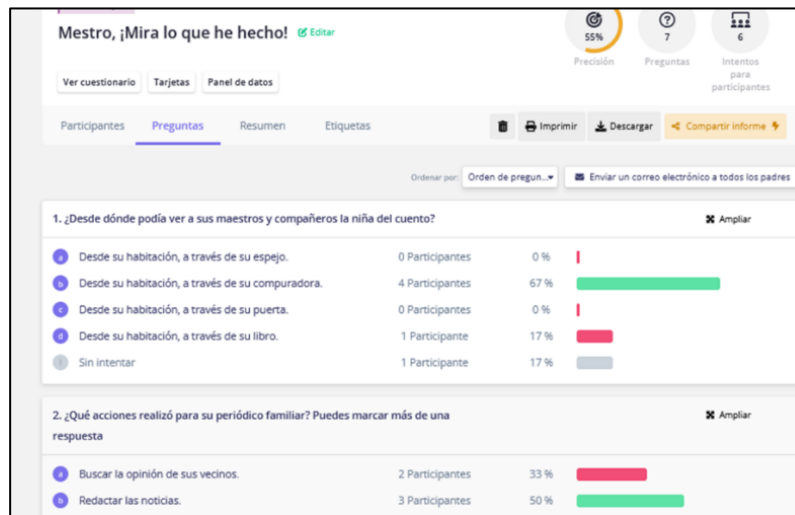 Mestro, ¡Mira lo que he hecho! Editar
55%
7
6
Precisión
Preguntas
Intentos
para
participantes
Ver cuestionario
Tarjetas
Panel de datos
Participantes
Preguntas
Resumen
Etiquetas
Imprimir
Descargar
Compartir informe
Ordenar por:
Orden de pregun...
Enviar un correo electrónico a todos los padres
1. ¿Desde dónde podía ver a sus maestros y compañeros la niña del cuento?
Ampliar
a Desde su habitación, a través de su espejo. 0 Participantes 0 %
b Desde su habitación, a través de su compuradora. 4 Participantes 67 %
c Desde su habitación, a través de su puerta. 0 Participantes 0 %
d Desde su habitación, a través de su libro. 1 Participante 17 %
Sin intentar 1 Participante 17 %
2. ¿Qué acciones realizó para su periódico familiar? Puedes marcar más de una
respuesta
Ampliar
a Buscar la opinión de sus vecinos. 2 Participantes 33 %
b Redactar las noticias. 3 Participantes 50 %